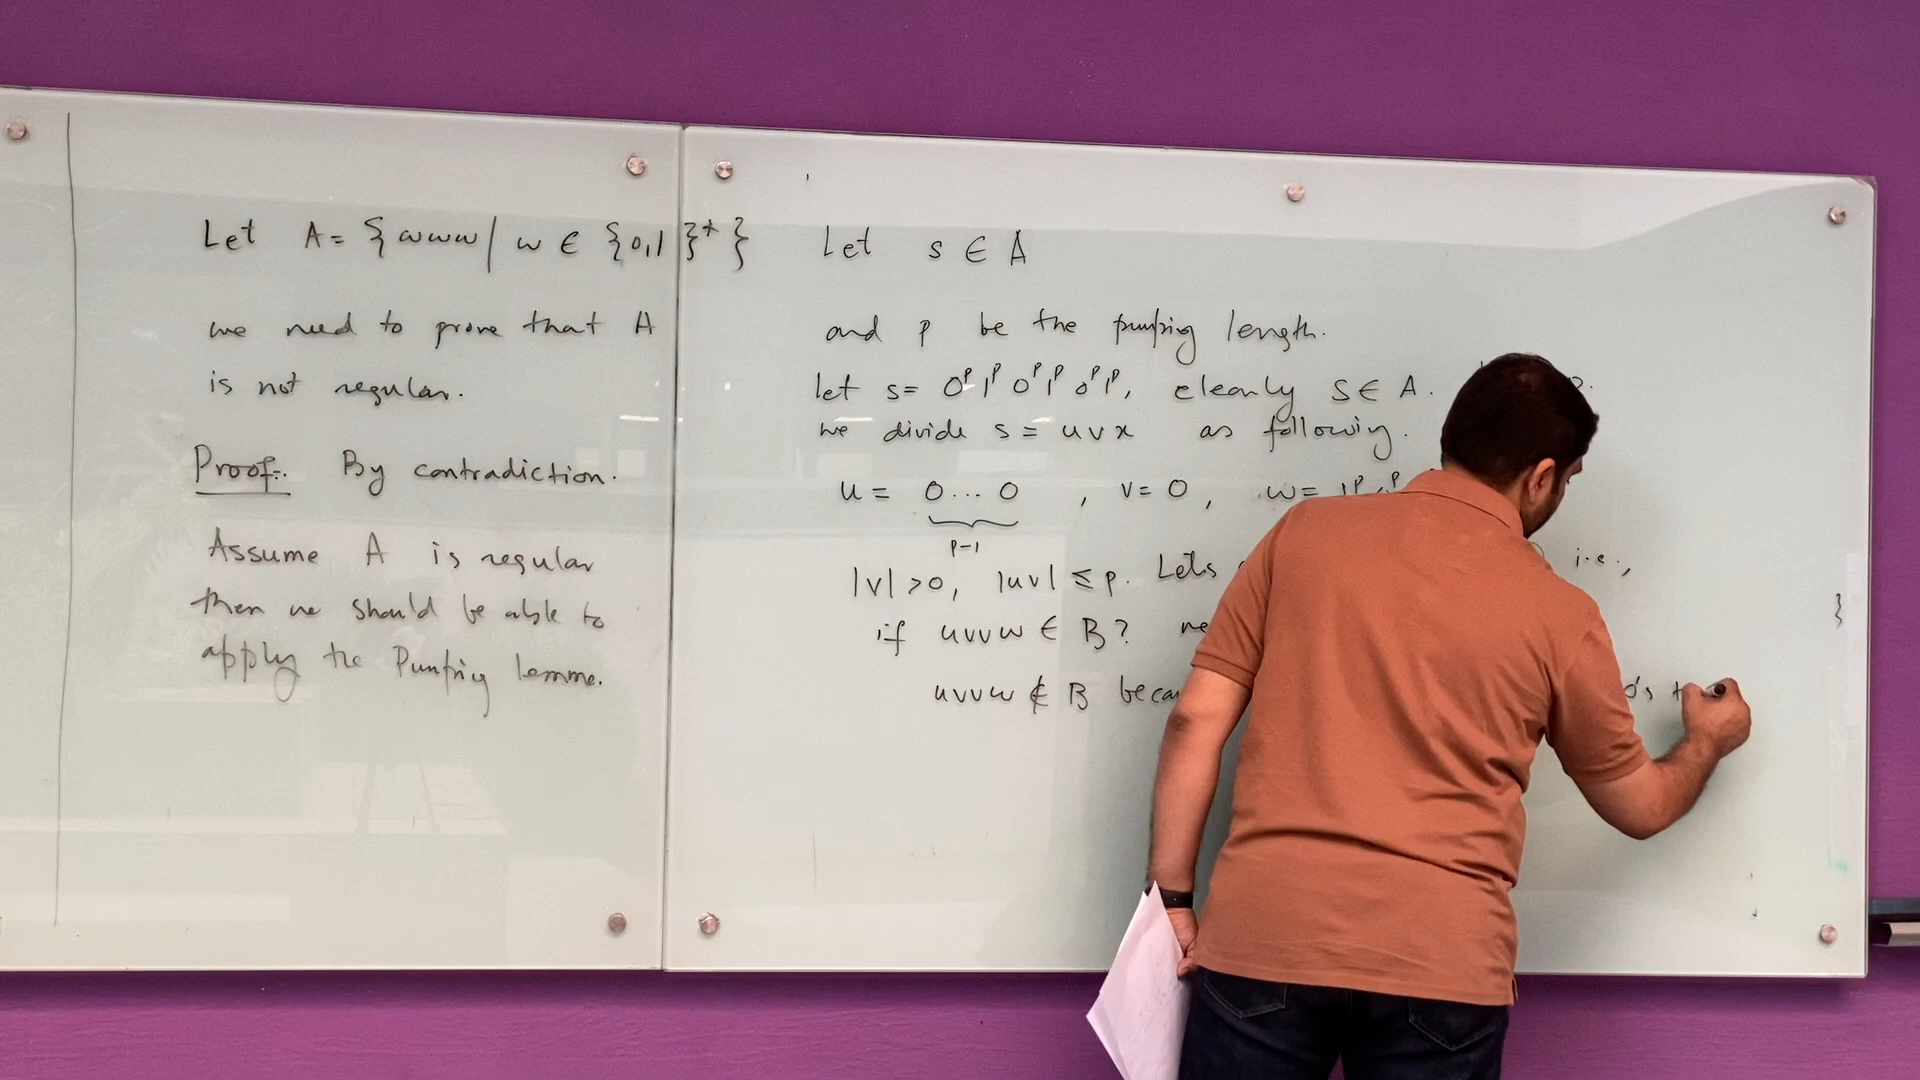 Let A = { www | w ∈ {0,1}* }
we need to prove that A
is not regular.
Proof:. By contradiction.
Assume A is regular
then we should be able to
apply the Pumping lemma.
Let s ∈ A
and p be the pumping length.
let s = 0ᵖ1ᵖ0ᵖ1ᵖ0ᵖ1ᵖ, clearly s ∈ A.
we divide s = uvx as following.
u = 0...0 , v = 0 , w = 1ᵖ
p-1
|v| > 0, |uv| ≤ p. Lets i.e.,
if uvvw ∈ B?
uvvw ∉ B 0's